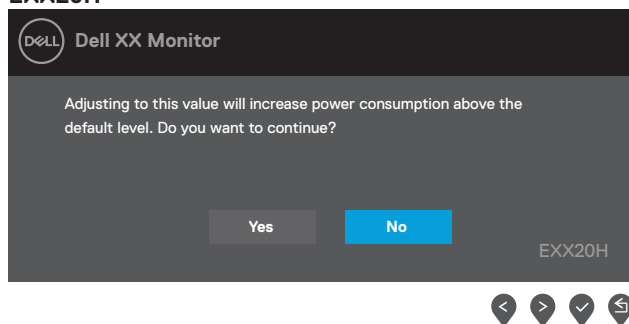 EXX20H
DELL Dell XX Monitor
Adjusting to this value will increase power consumption above the
default level. Do you want to continue?
Yes No
EXX20H